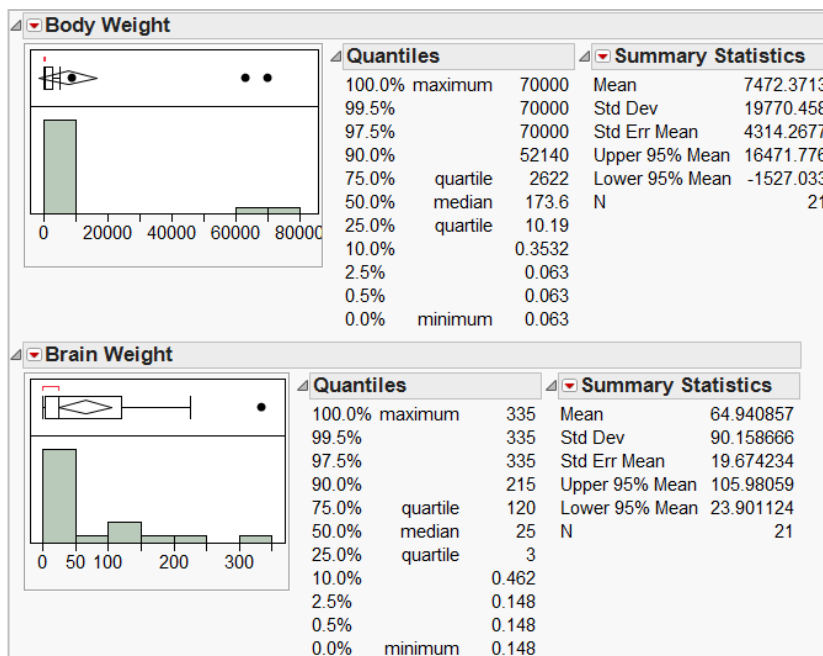 Body Weight
0 20000 40000 60000 80000
Quantiles
100.0% maximum 70000
99.5% 70000
97.5% 70000
90.0% 52140
75.0% quartile 2622
50.0% median 173.6
25.0% quartile 10.19
10.0% 0.3532
2.5% 0.063
0.5% 0.063
0.0% minimum 0.063
Summary Statistics
Mean 7472.3713
Std Dev 19770.458
Std Err Mean 4314.2677
Upper 95% Mean 16471.776
Lower 95% Mean -1527.033
N 21
Brain Weight
0 50 100 200 300
Quantiles
100.0% maximum 335
99.5% 335
97.5% 335
90.0% 215
75.0% quartile 120
50.0% median 25
25.0% quartile 3
10.0% 0.462
2.5% 0.148
0.5% 0.148
0.0% minimum 0.148
Summary Statistics
Mean 64.940857
Std Dev 90.158666
Std Err Mean 19.674234
Upper 95% Mean 105.98059
Lower 95% Mean 23.901124
N 21